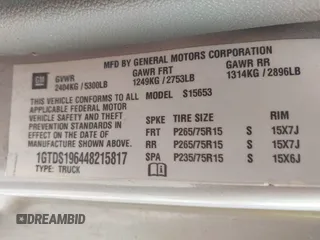 MFD BY GENERAL MOTORS CORPORATION
GM
GVWR GAWR FRT GAWR RR
2404KG / 5300LB 1249KG / 2753LB 1314KG / 2896LB
THIS VEHICLE CONFORMS TO ALL MODEL S15653
APPLICABLE FEDERAL MOTOR
VEHICLE SAFETY AND THEFT
PREVENTION STANDARDS IN
EFFECT ON THE DATE OF
MANUFACTURE SHOWN ABOVE.
SPKE TIRE SIZE SPEED RTG RIM
FRT P265/75R15 S 15X7J
RR P265/75R15 S 15X7J
SPA P235/75R15 S 15X6J
1GTDS196448215817
TYPE: TRUCK